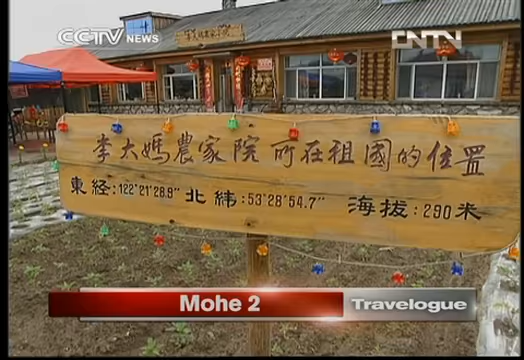 CCTV NEWS
CNTV
李大媽農家院 所在祖國的位置
東経:122°21'28.9" 北緯:53°28'54.7" 海拔:290米
Mohe 2
Travelogue